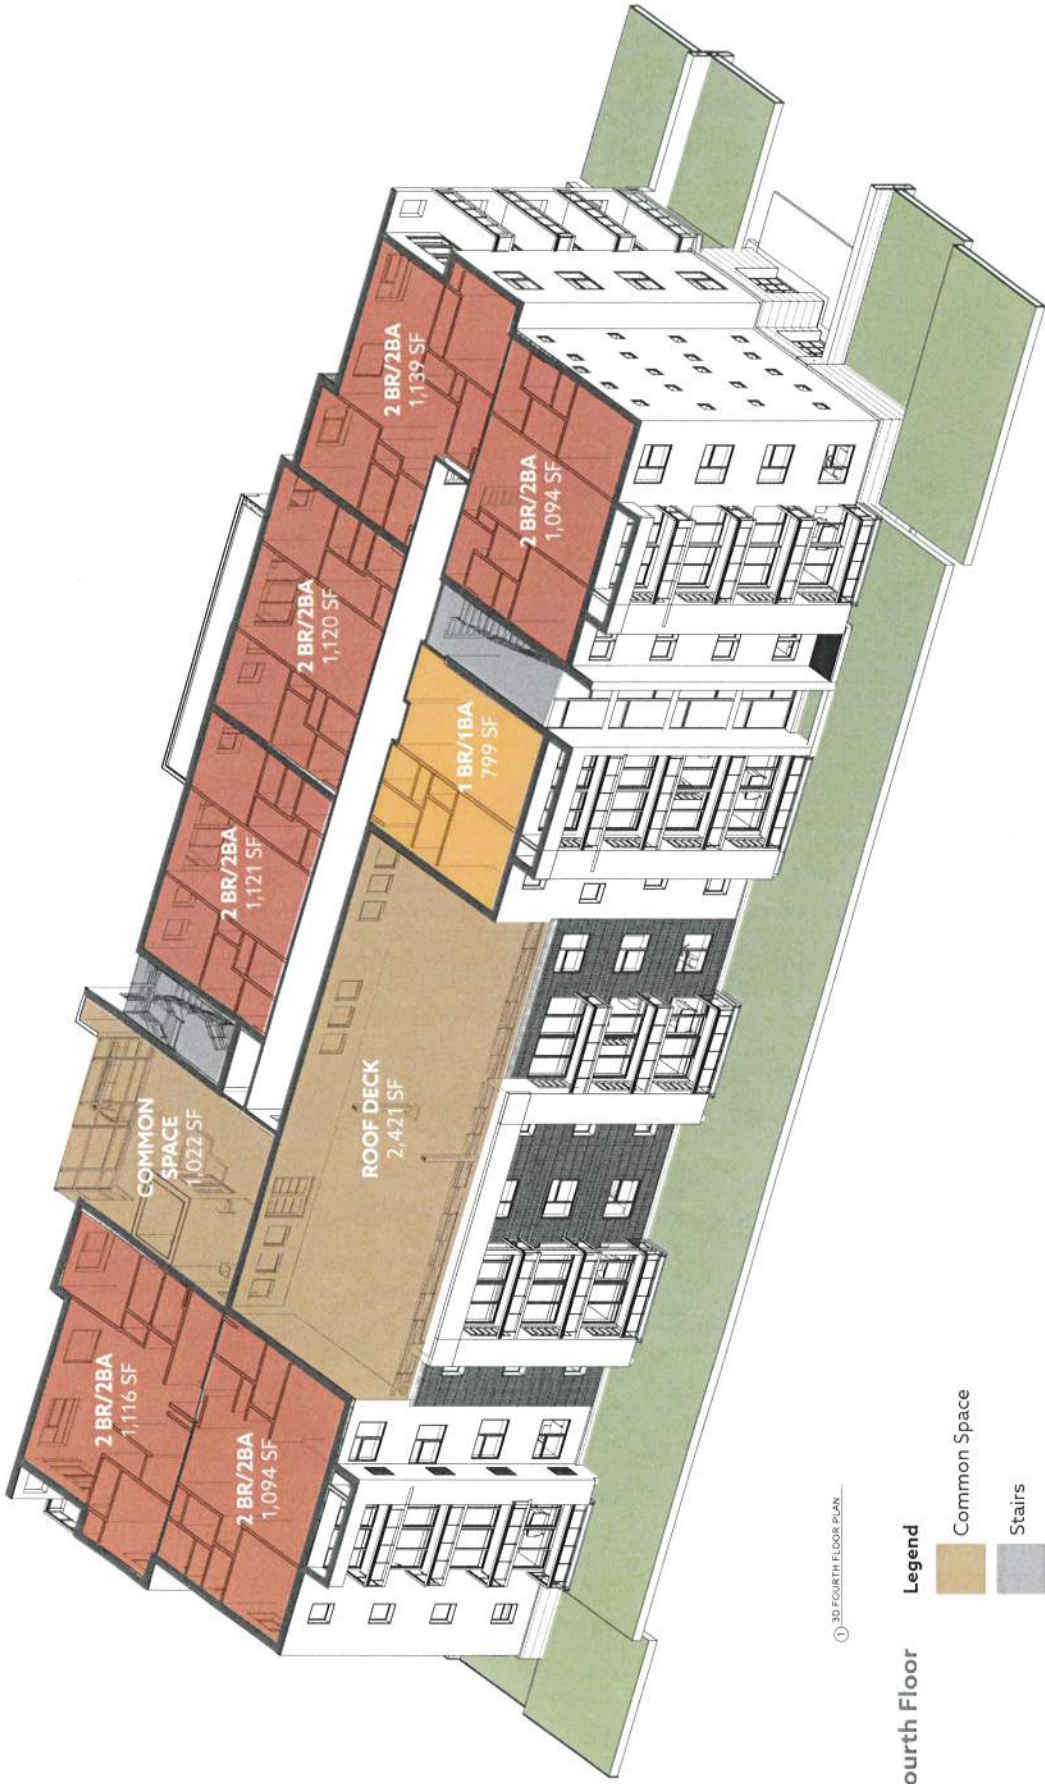 2 BR/2BA
1,116 SF
2 BR/2BA
1,094 SF
COMMON
SPACE
1,022 SF
ROOF DECK
2,421 SF
2 BR/2BA
1,121 SF
2 BR/2BA
1,120 SF
1 BR/1BA
799 SF
2 BR/2BA
1,139 SF
2 BR/2BA
1,094 SF
1 3D FOURTH FLOOR PLAN
ourth Floor
Legend
Common Space
Stairs